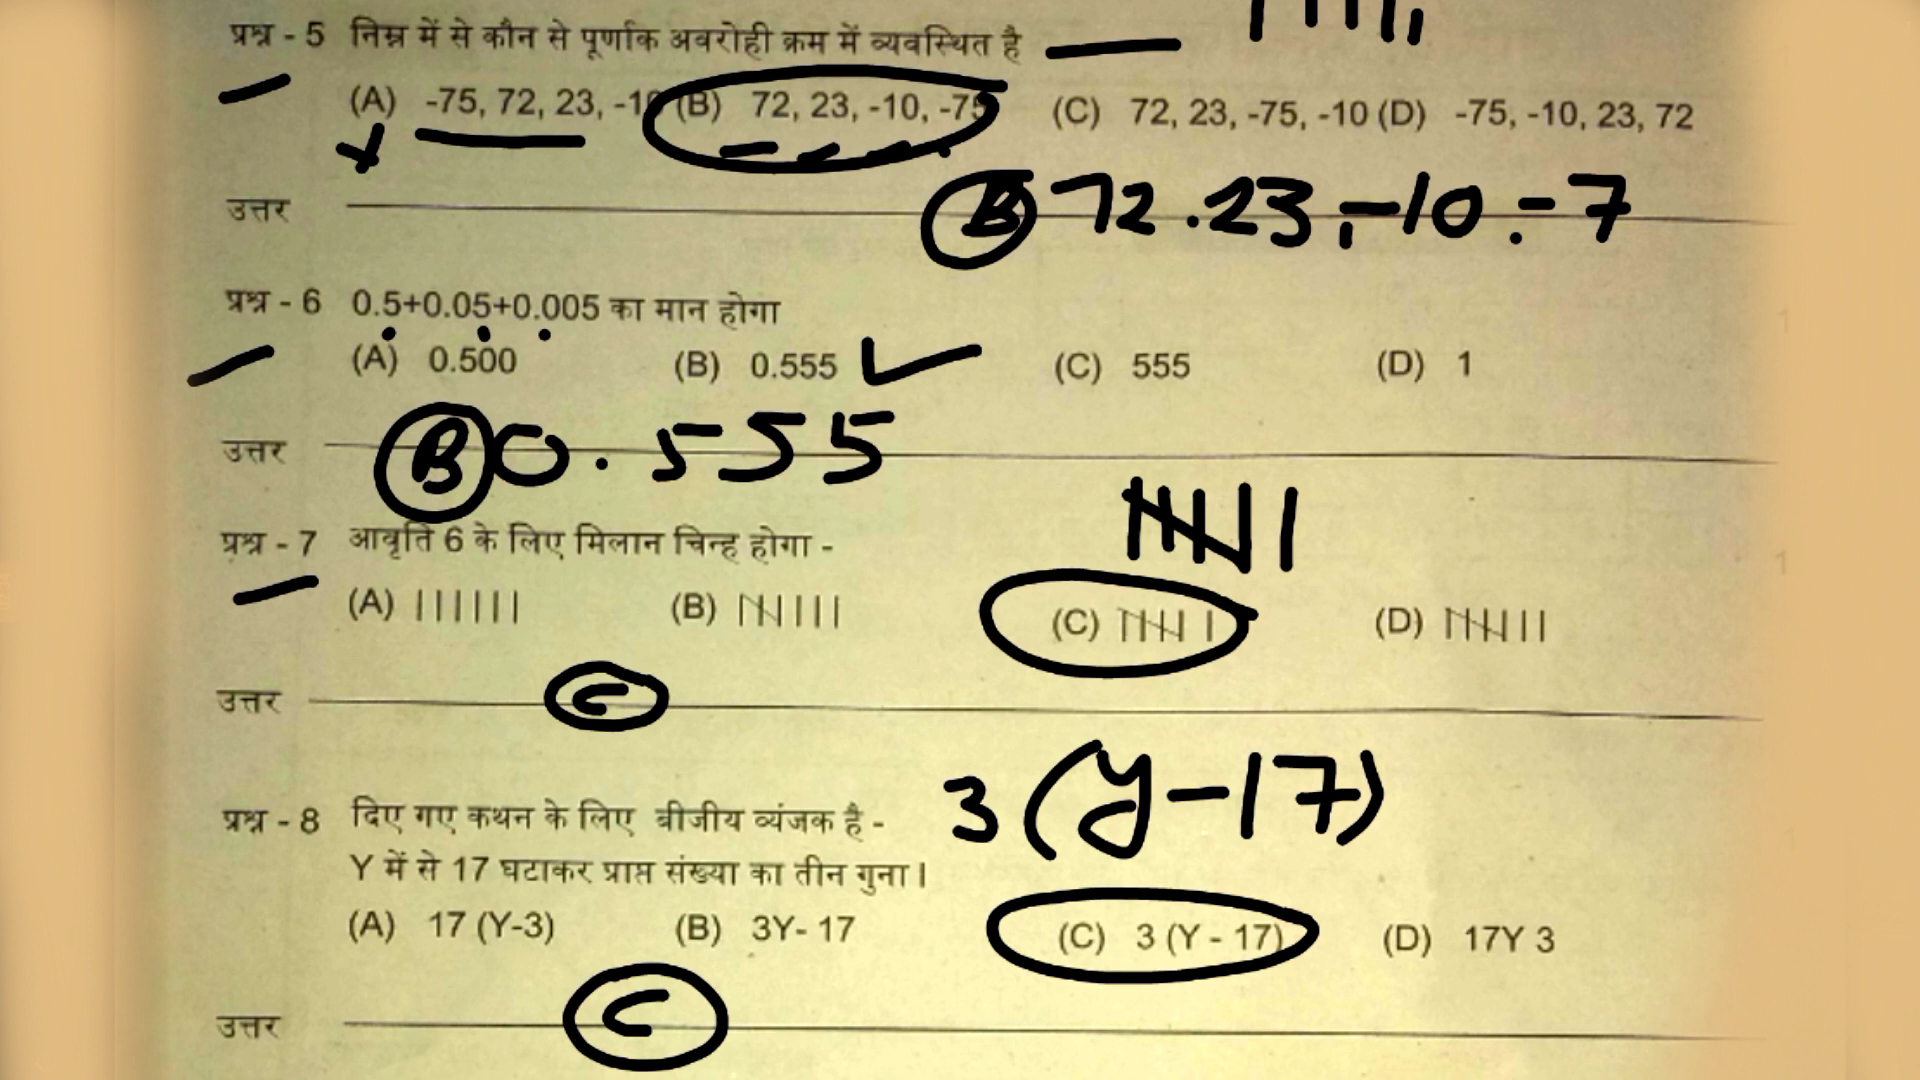 प्रश्न - 5 निम्न में से कौन से पूर्णांक अवरोही क्रम में व्यवस्थित है
(A) -75, 72, 23, -10 (B) 72, 23, -10, -75 (C) 72, 23, -75, -10 (D) -75, -10, 23, 72
उत्तर (B) 72.23,-10.-7
प्रश्न - 6 0.5+0.05+0.005 का मान होगा
(A) 0.500 (B) 0.555 (C) 555 (D) 1
उत्तर (B) 0.555
प्रश्न - 7 आवृति 6 के लिए मिलान चिन्ह होगा -
(A) (B) (C) (D)
उत्तर C
3 (y-17)
प्रश्न - 8 दिए गए कथन के लिए बीजीय व्यंजक है -
Y में से 17 घटाकर प्राप्त संख्या का तीन गुना ।
(A) 17 (Y-3) (B) 3Y- 17 (C) 3 (Y - 17) (D) 17Y 3
उत्तर C